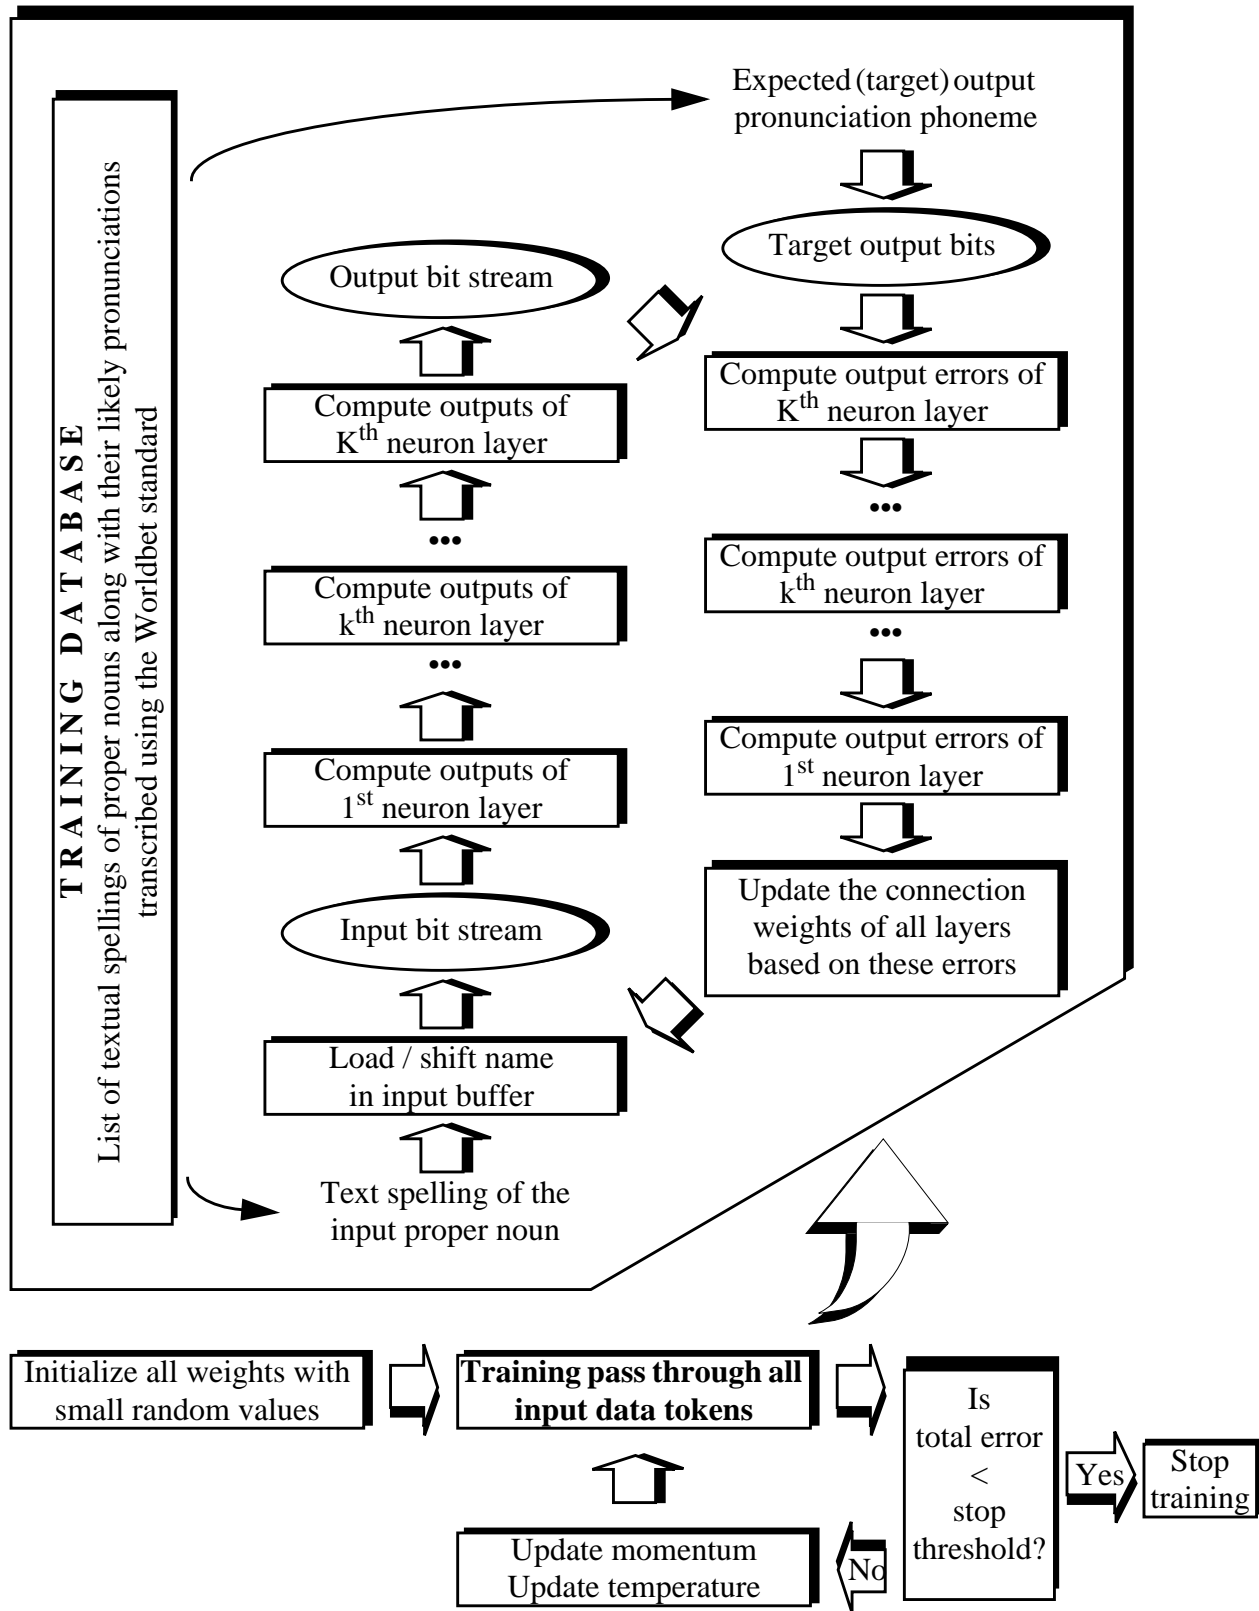 TRAINING DATABASE
List of textual spellings of proper nouns along with their likely pronunciations
transcribed using the Worldbet standard
Expected (target) output
pronunciation phoneme
Target output bits
Output bit stream
Compute outputs of
Kth neuron layer
•••
Compute outputs of
kth neuron layer
•••
Compute outputs of
1st neuron layer
Input bit stream
Load / shift name
in input buffer
Text spelling of the
input proper noun
Compute output errors of
Kth neuron layer
•••
Compute output errors of
kth neuron layer
•••
Compute output errors of
1st neuron layer
Update the connection
weights of all layers
based on these errors
Initialize all weights with
small random values
Training pass through all
input data tokens
Is
total error
<
stop
threshold?
Yes
Stop
training
No
Update momentum
Update temperature